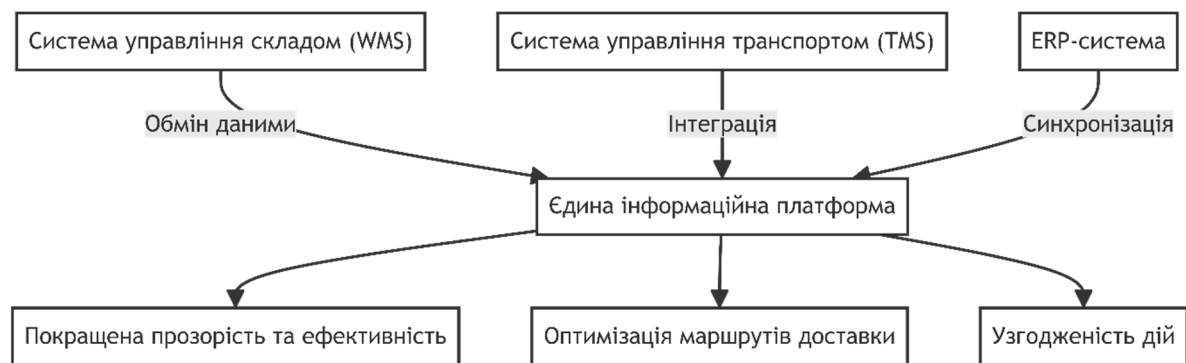 Система управління складом (WMS)
Система управління транспортом (TMS)
ERP-система
Обмін даними
Інтеграція
Синхронізація
Єдина інформаційна платформа
Покращена прозорість та ефективність
Оптимізація маршрутів доставки
Узгодженість дій